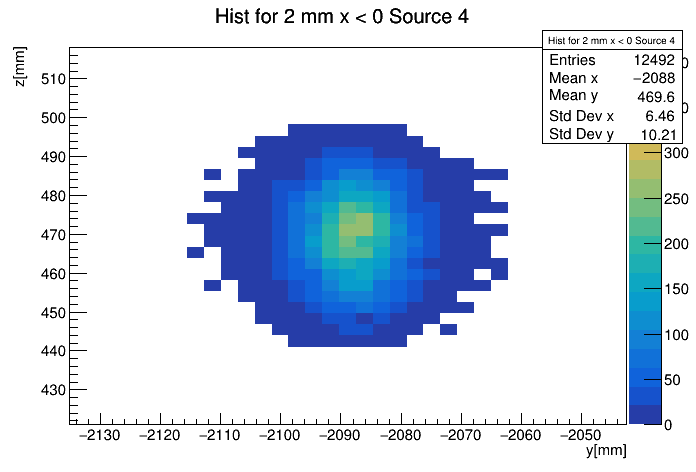 Hist for 2 mm x < 0 Source 4
Hist for 2 mm x < 0 Source 4
Entries 12492
Mean x −2088
Mean y 469.6
Std Dev x 6.46
Std Dev y 10.21
z[mm]
510
500
490
480
470
460
450
440
430
300
250
200
150
100
50
0
−2130 −2120 −2110 −2100 −2090 −2080 −2070 −2060 −2050
y[mm]